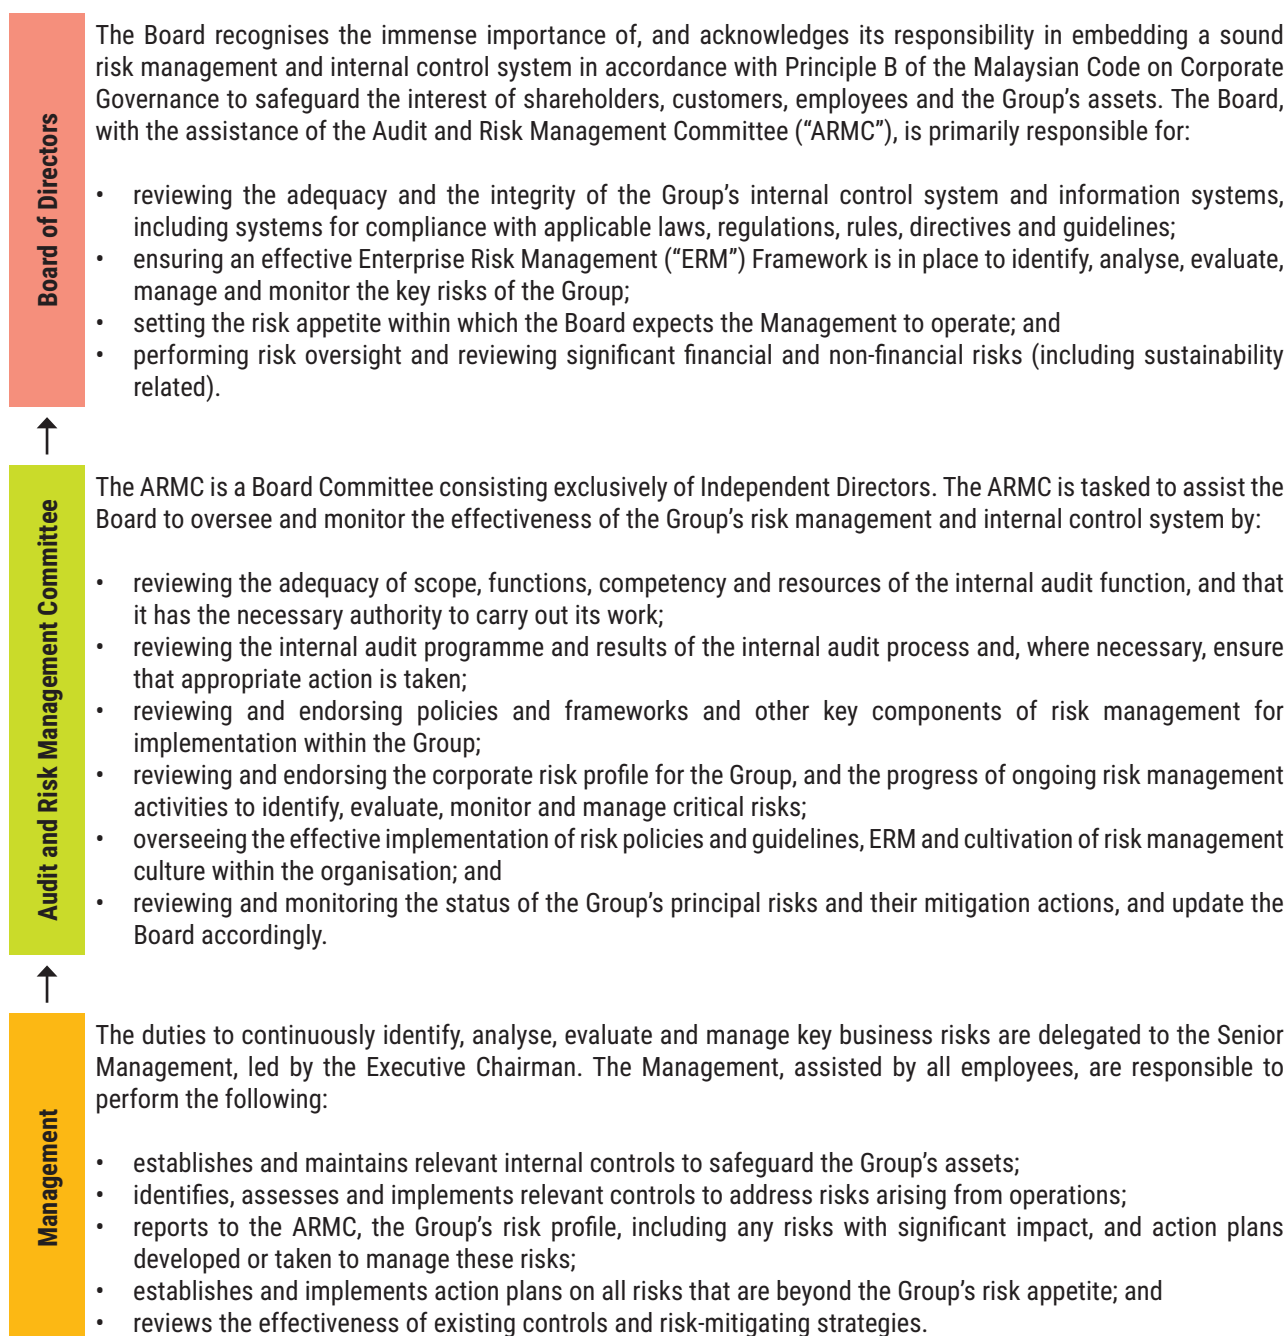 Board of Directors
The Board recognises the immense importance of, and acknowledges its responsibility in embedding a sound
risk management and internal control system in accordance with Principle B of the Malaysian Code on Corporate
Governance to safeguard the interest of shareholders, customers, employees and the Group's assets. The Board,
with the assistance of the Audit and Risk Management Committee (“ARMC”), is primarily responsible for:
• reviewing the adequacy and the integrity of the Group's internal control system and information systems,
including systems for compliance with applicable laws, regulations, rules, directives and guidelines;
• ensuring an effective Enterprise Risk Management (“ERM”) Framework is in place to identify, analyse, evaluate,
manage and monitor the key risks of the Group;
• setting the risk appetite within which the Board expects the Management to operate; and
• performing risk oversight and reviewing significant financial and non-financial risks (including sustainability
related).
Audit and Risk Management Committee
The ARMC is a Board Committee consisting exclusively of Independent Directors. The ARMC is tasked to assist the
Board to oversee and monitor the effectiveness of the Group's risk management and internal control system by:
• reviewing the adequacy of scope, functions, competency and resources of the internal audit function, and that
it has the necessary authority to carry out its work;
• reviewing the internal audit programme and results of the internal audit process and, where necessary, ensure
that appropriate action is taken;
• reviewing and endorsing policies and frameworks and other key components of risk management for
implementation within the Group;
• reviewing and endorsing the corporate risk profile for the Group, and the progress of ongoing risk management
activities to identify, evaluate, monitor and manage critical risks;
• overseeing the effective implementation of risk policies and guidelines, ERM and cultivation of risk management
culture within the organisation; and
• reviewing and monitoring the status of the Group's principal risks and their mitigation actions, and update the
Board accordingly.
Management
The duties to continuously identify, analyse, evaluate and manage key business risks are delegated to the Senior
Management, led by the Executive Chairman. The Management, assisted by all employees, are responsible to
perform the following:
• establishes and maintains relevant internal controls to safeguard the Group's assets;
• identifies, assesses and implements relevant controls to address risks arising from operations;
• reports to the ARMC, the Group's risk profile, including any risks with significant impact, and action plans
developed or taken to manage these risks;
• establishes and implements action plans on all risks that are beyond the Group's risk appetite; and
• reviews the effectiveness of existing controls and risk-mitigating strategies.